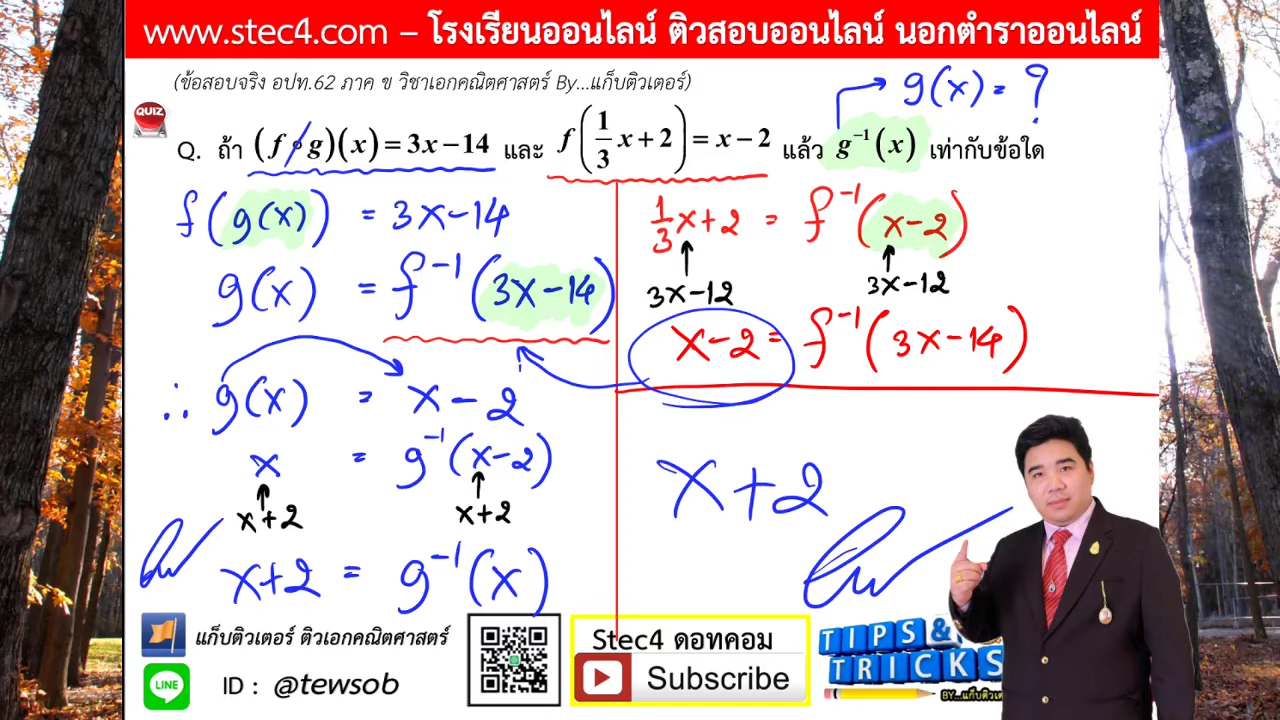 www.stec4.com – โรงเรียนออนไลน์ ติวสอบออนไลน์ นอกตำราออนไลน์
(ข้อสอบจริง อปท.62 ภาค ข วิชาเอกคณิตศาสตร์ By...แก็บติวเตอร์)
g(x) = ?
QUIZ
Q. ถ้า (f∘g)(x) = 3x − 14 และ f(1/3 x + 2) = x − 2 แล้ว g⁻¹(x) เท่ากับข้อใด
f(g(x)) = 3x−14
g(x) = f⁻¹(3x−14)
∴ g(x) = x − 2
x = g⁻¹(x−2)
x+2 x+2
x+2 = g⁻¹(x)
1/3 x+2 = f⁻¹(x−2)
3x−12 3x−12
x−2 = f⁻¹(3x−14)
x+2
แก็บติวเตอร์ ติวเอกคณิตศาสตร์
LINE
ID : @tewsob
Stec4 ดอทคอม
Subscribe
TIPS &
TRICKS